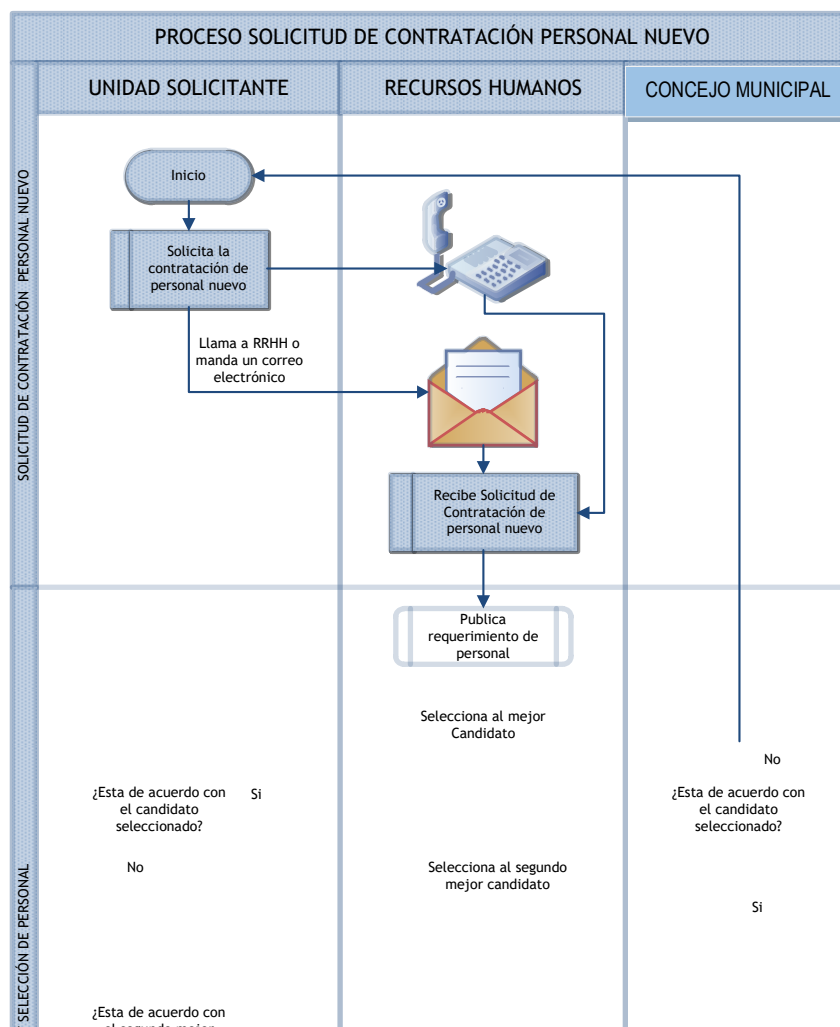 PROCESO SOLICITUD DE CONTRATACIÓN PERSONAL NUEVO
UNIDAD SOLICITANTE
RECURSOS HUMANOS
CONCEJO MUNICIPAL
SOLICITUD DE CONTRATACIÓN PERSONAL NUEVO
Inicio
Solicita la
contratación de
personal nuevo
Llama a RRHH o
manda un correo
electrónico
Recibe Solicitud de
Contratación de
personal nuevo
Publica
requerimiento de
personal
Selecciona al mejor
Candidato
No
¿Esta de acuerdo con
el candidato
seleccionado?
Si
¿Esta de acuerdo con
el candidato
seleccionado?
No
Selecciona al segundo
mejor candidato
Si
SELECCIÓN DE PERSONAL
¿Esta de acuerdo con
el segundo mejor